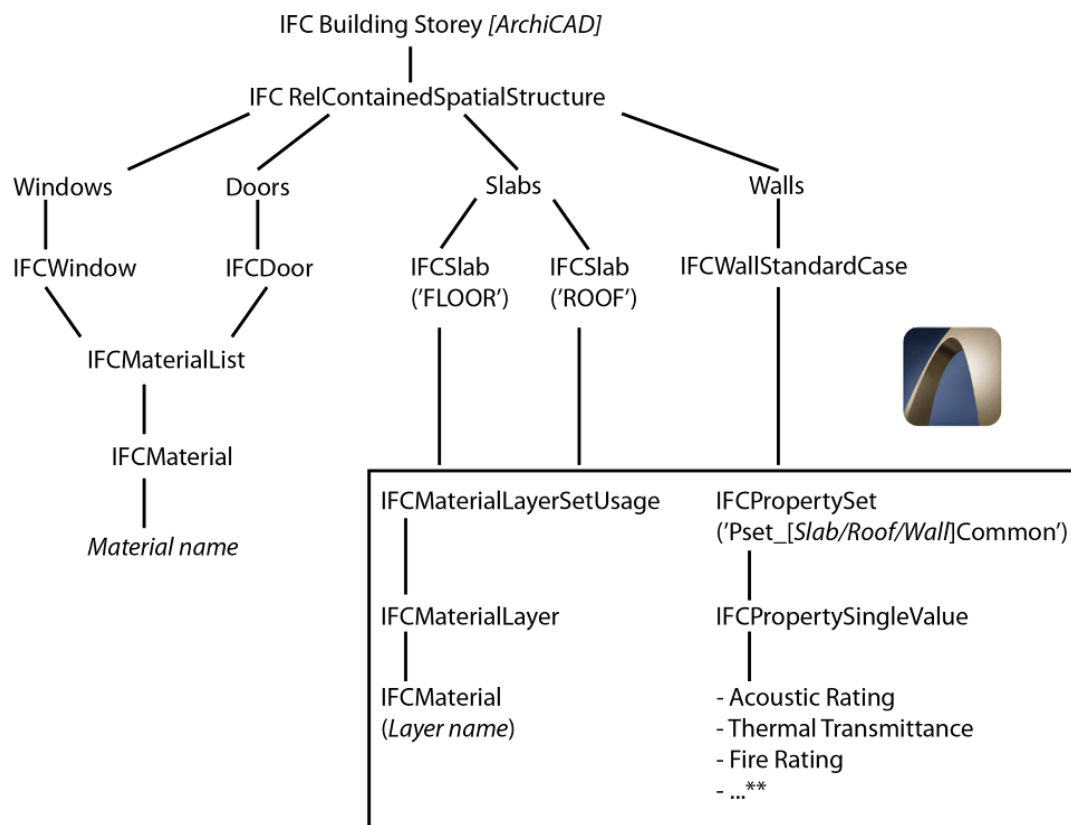 IFC Building Storey [ArchiCAD]
IFC RelContainedSpatialStructure
Windows
Doors
Slabs
Walls
IFCWindow
IFCDoor
IFCSlab
('FLOOR')
IFCSlab
('ROOF')
IFCWallStandardCase
IFCMaterialList
IFCMaterial
Material name
IFCMaterialLayerSetUsage
IFCMaterialLayer
IFCMaterial
(Layer name)
IFCPropertySet
('Pset_[Slab/Roof/Wall]Common')
IFCPropertySingleValue
- Acoustic Rating
- Thermal Transmittance
- Fire Rating
- ...**